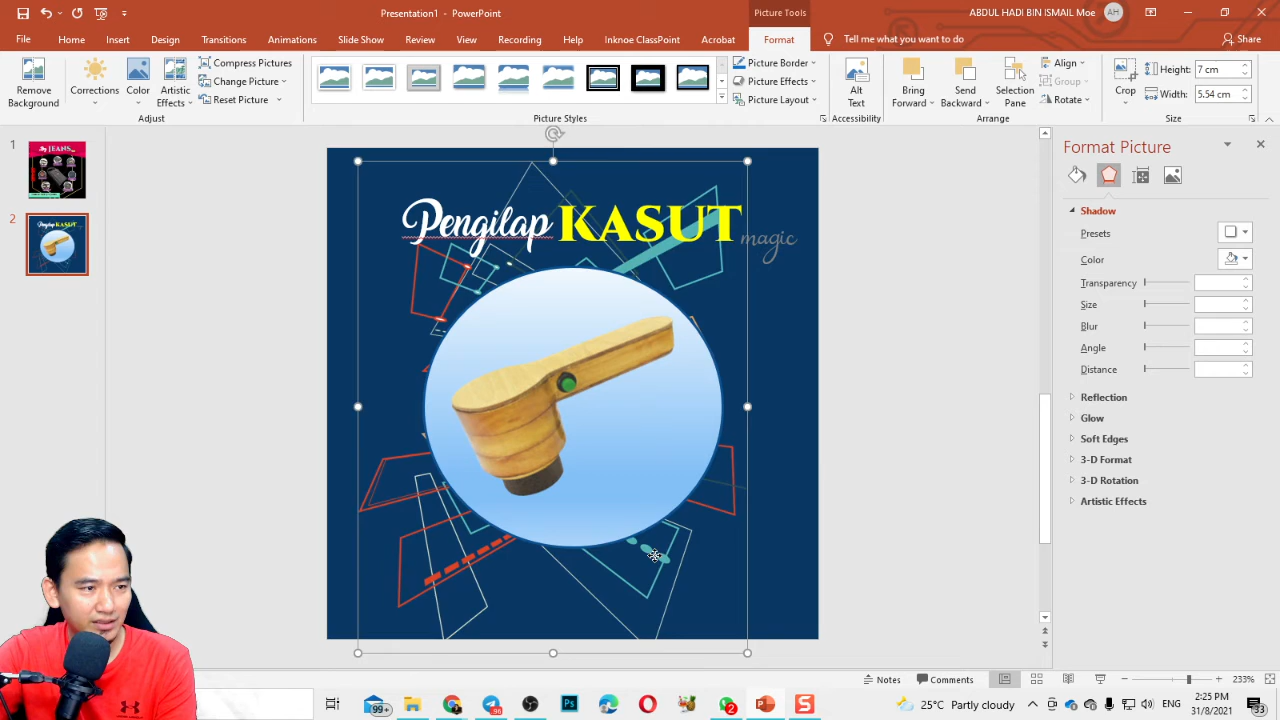 Presentation1 - PowerPoint
Picture Tools
ABDUL HADI BIN ISMAIL Moe
AH
File Home Insert Design Transitions Animations Slide Show Review View Recording Help Inknoe ClassPoint Acrobat Format Tell me what you want to do Share
Remove Background
Corrections
Color
Artistic Effects
Compress Pictures
Change Picture
Reset Picture
Adjust
Picture Styles
Picture Border
Picture Effects
Picture Layout
Alt Text
Accessibility
Bring Forward
Send Backward
Selection Pane
Align
Group
Rotate
Arrange
Crop
Height: 7 cm
Width: 5.54 cm
Size
1
JEANS
2
Pengilap KASUT
Pengilap KASUT magic
Format Picture
Shadow
Presets
Color
Transparency
Size
Blur
Angle
Distance
Reflection
Glow
Soft Edges
3-D Format
3-D Rotation
Artistic Effects
Notes Comments 233%
99+
98
Ps
2
S
25°C Partly cloudy
ENG
2:25 PM
31/8/2021